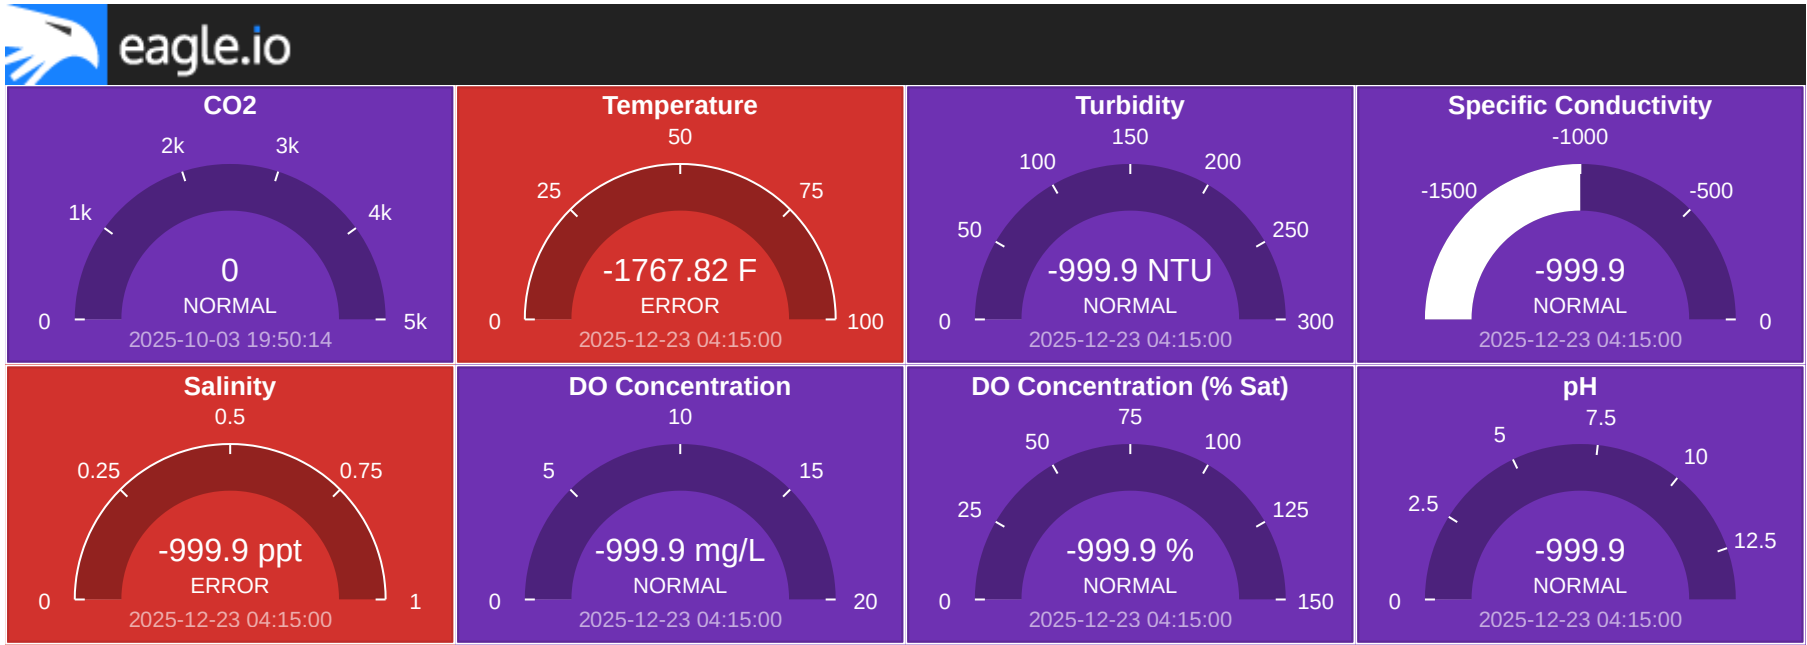 eagle.io
CO2
2k
3k
1k
4k
0
NORMAL
0
5k
2025-10-03 19:50:14
Temperature
50
25
75
-1767.82 F
ERROR
0
100
2025-12-23 04:15:00
Turbidity
150
100
200
50
250
-999.9 NTU
NORMAL
0
300
2025-12-23 04:15:00
Specific Conductivity
-1000
-1500
-500
-999.9
NORMAL
0
2025-12-23 04:15:00
Salinity
0.5
0.25
0.75
-999.9 ppt
ERROR
0
1
2025-12-23 04:15:00
DO Concentration
10
5
15
-999.9 mg/L
NORMAL
0
20
2025-12-23 04:15:00
DO Concentration (% Sat)
75
50
100
25
125
-999.9 %
NORMAL
0
150
2025-12-23 04:15:00
pH
7.5
5
10
2.5
12.5
-999.9
NORMAL
0
2025-12-23 04:15:00